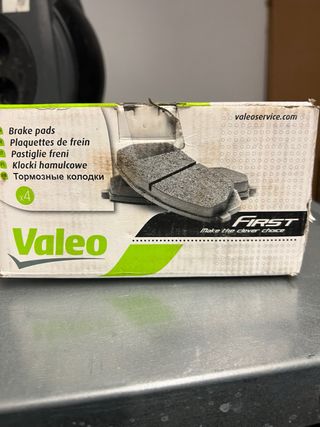 valeoservice.com
Brake pads
Plaquettes de frein
Pastiglie freni
Klocki hamulcowe
Тормозные колодки
x4
Valeo
FIRST
Make the clever choice